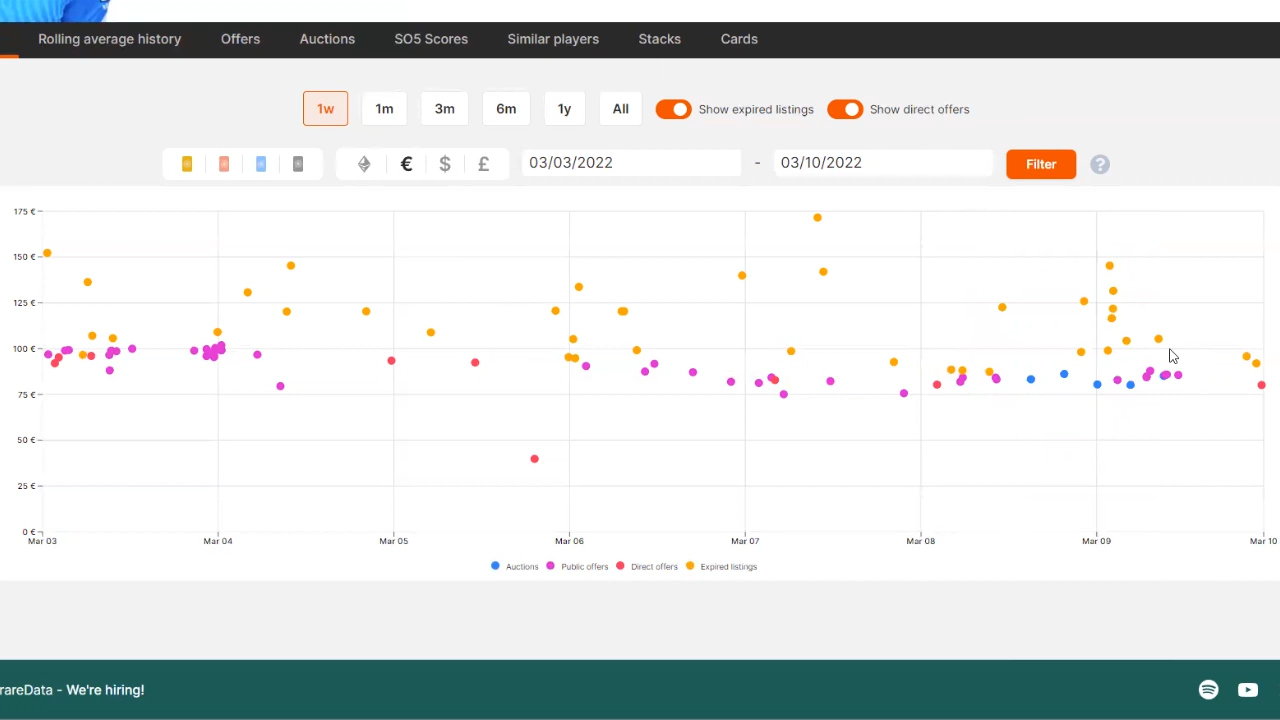 Rolling average history Offers Auctions SO5 Scores Similar players Stacks Cards
1w 1m 3m 6m 1y All Show expired listings Show direct offers
€ $ £ 03/03/2022 - 03/10/2022 Filter ?
175 €
150 €
125 €
100 €
75 €
50 €
25 €
0 €
Mar 03 Mar 04 Mar 05 Mar 06 Mar 07 Mar 08 Mar 09 Mar 10
Auctions Public offers Direct offers Expired listings
rareData - We're hiring!